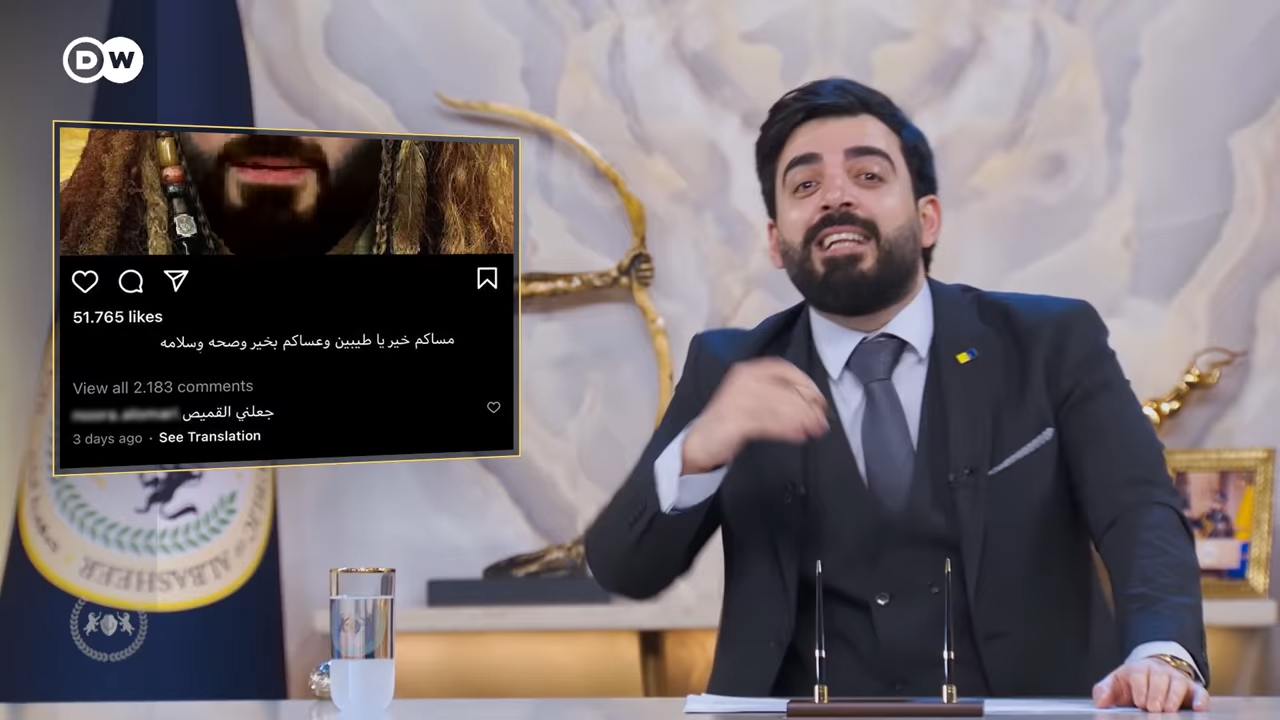 DW
51.765 likes
مساكم خير يا طيبين وعساكم بخير وصحه وِسلامه
View all 2.183 comments
جعلني القميص
3 days ago · See Translation
ALBASHEER